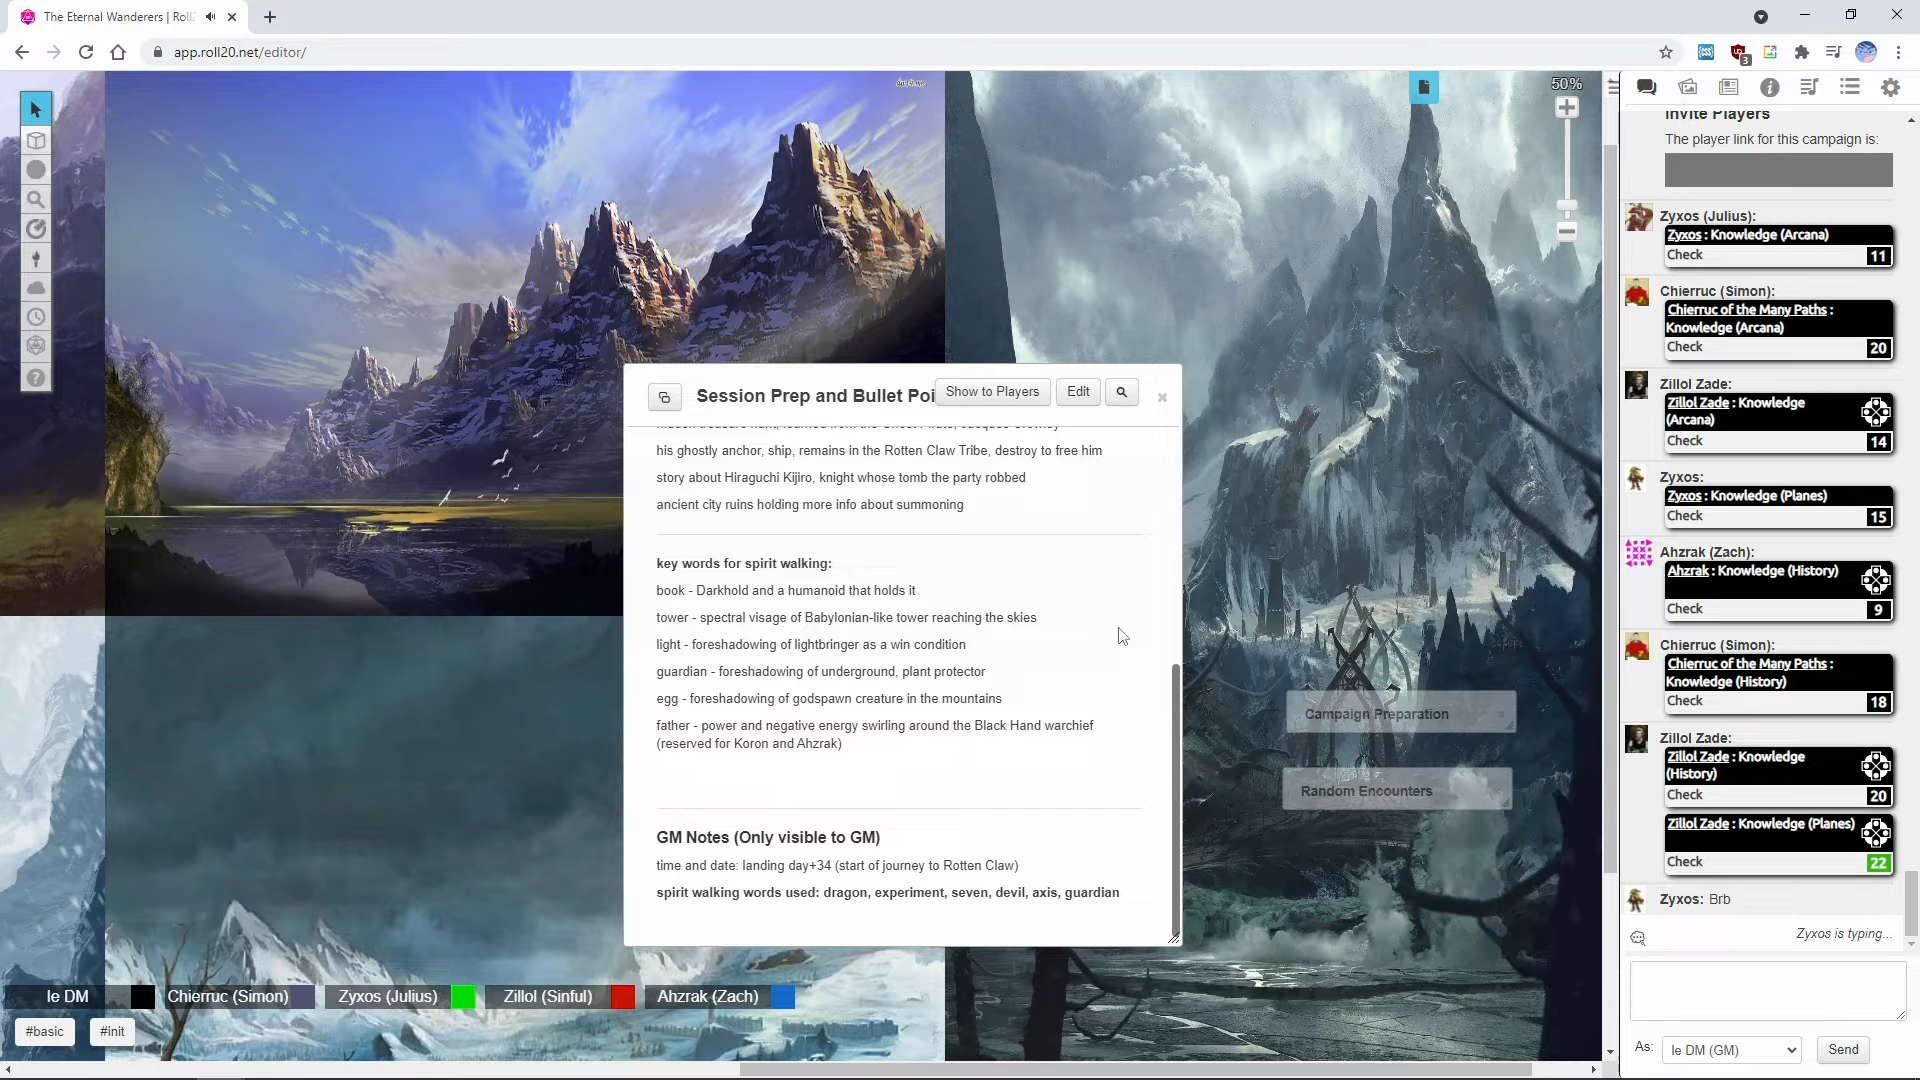 The Eternal Wanderers | Roll2
app.roll20.net/editor/
3
50%
Invite Players
The player link for this campaign is:
Zyxos (Julius):
Zyxos : Knowledge (Arcana)
Check 11
Chierruc (Simon):
Chierruc of the Many Paths :
Knowledge (Arcana)
Check 20
Zillol Zade:
Zillol Zade : Knowledge
(Arcana)
Check 14
Zyxos:
Zyxos : Knowledge (Planes)
Check 15
Ahzrak (Zach):
Ahzrak : Knowledge (History)
Check 9
Chierruc (Simon):
Chierruc of the Many Paths :
Knowledge (History)
Check 18
Zillol Zade:
Zillol Zade : Knowledge
(History)
Check 20
Zillol Zade : Knowledge (Planes)
Check 22
Zyxos: Brb
Zyxos is typing...
As: le DM (GM) Send
Session Prep and Bullet Poi
Show to Players Edit
his ghostly anchor, ship, remains in the Rotten Claw Tribe, destroy to free him
story about Hiraguchi Kijiro, knight whose tomb the party robbed
ancient city ruins holding more info about summoning
key words for spirit walking:
book - Darkhold and a humanoid that holds it
tower - spectral visage of Babylonian-like tower reaching the skies
light - foreshadowing of lightbringer as a win condition
guardian - foreshadowing of underground, plant protector
egg - foreshadowing of godspawn creature in the mountains
father - power and negative energy swirling around the Black Hand warchief
(reserved for Koron and Ahzrak)
GM Notes (Only visible to GM)
time and date: landing day+34 (start of journey to Rotten Claw)
spirit walking words used: dragon, experiment, seven, devil, axis, guardian
Campaign Preparation
Random Encounters
le DM Chierruc (Simon) Zyxos (Julius) Zillol (Sinful) Ahzrak (Zach)
#basic #init